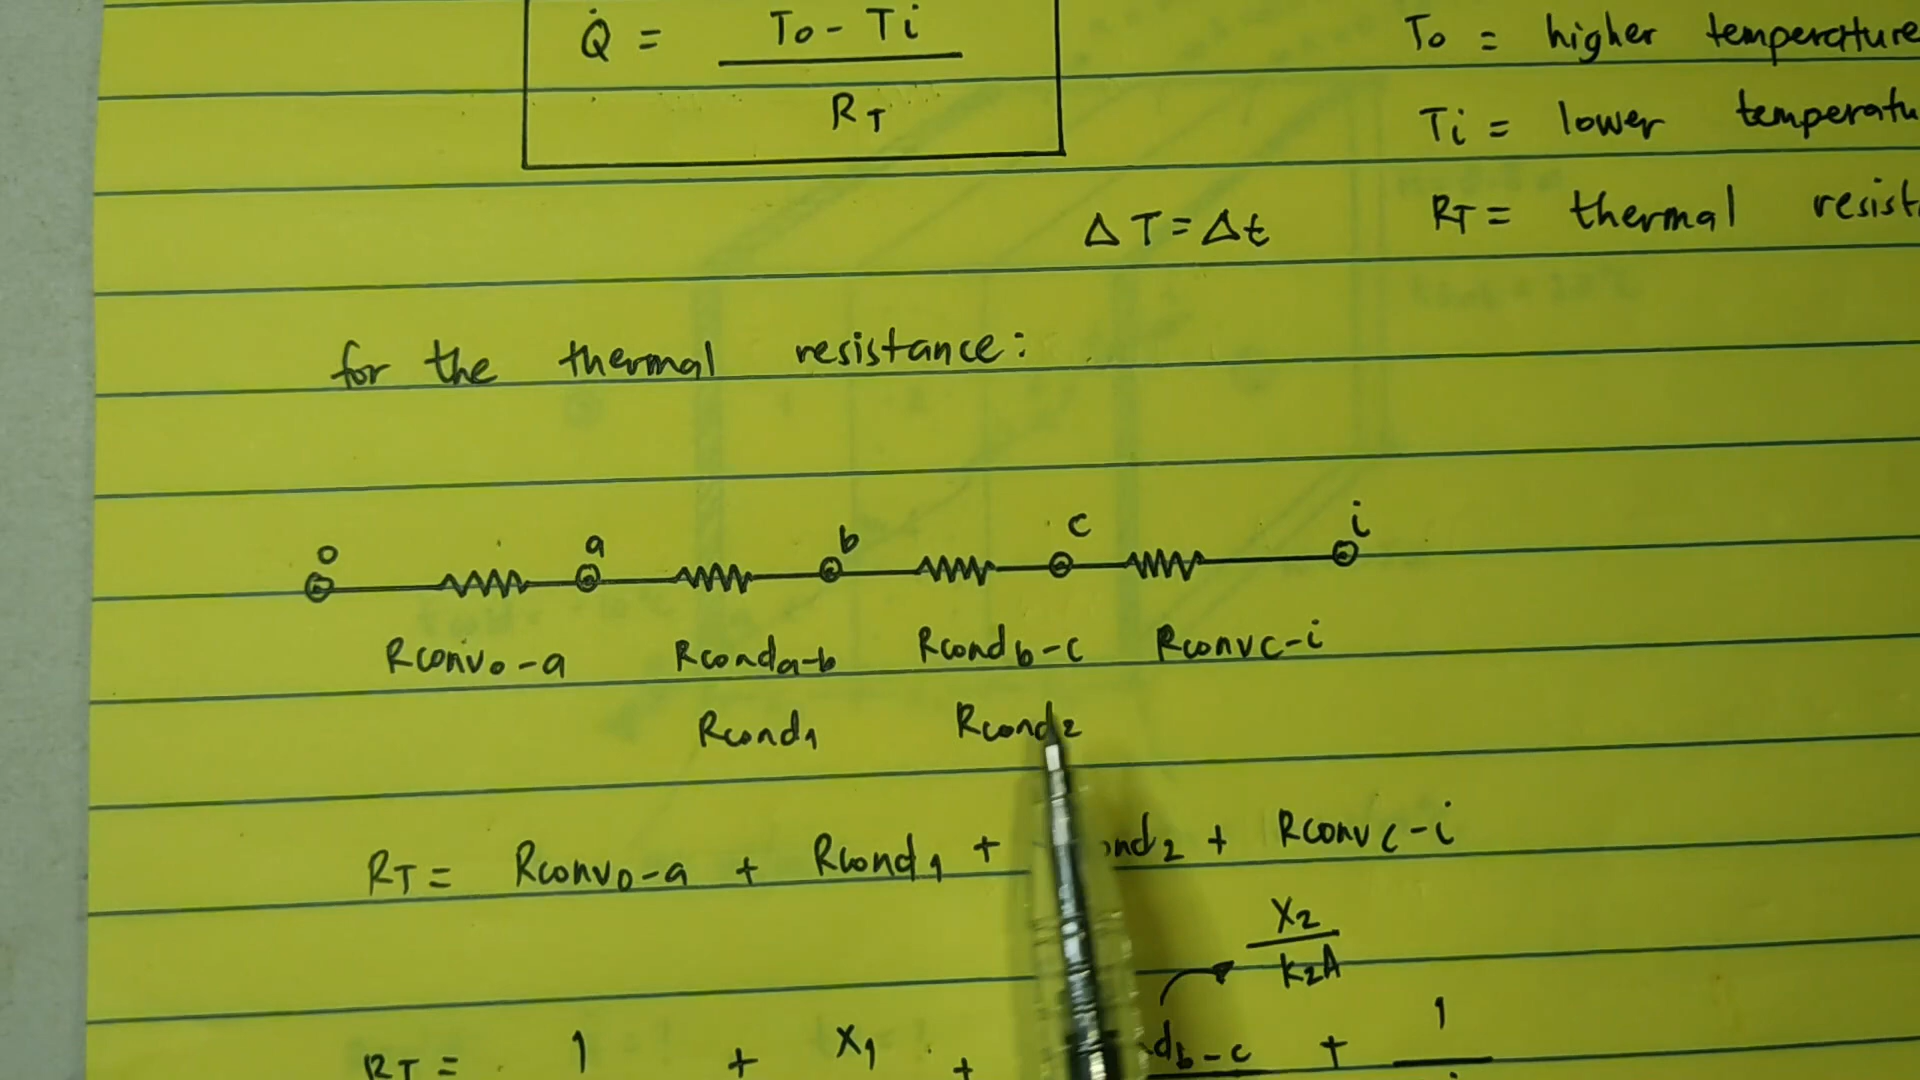 Q̇ = To - Ti / RT
To = higher temperature
Ti = lower temperatu
RT = thermal resist
ΔT = Δt
for the thermal resistance:
o a b c i
Rconvo-a Rconda-b Rcondb-c Rconvc-i
Rcond1 Rcond2
RT = Rconvo-a + Rcond1 + ond2 + Rconvc-i
x2 / k2A
RT = 1 + x1 + db-c + 1